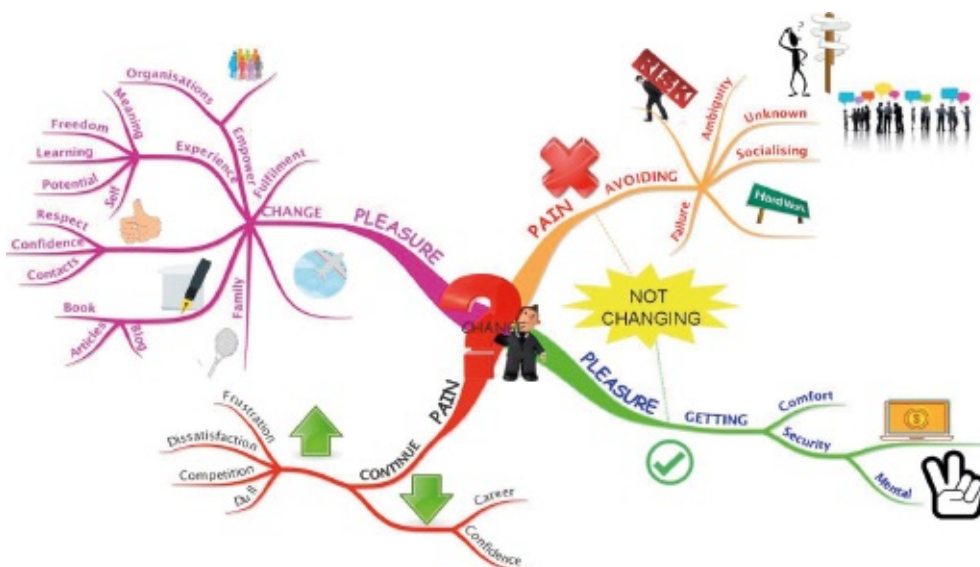 Organisations
Meaning
Freedom
Learning
Potential
Self
Experience
Empower
Fulfilment
Respect
Confidence
Contacts
CHANGE
PLEASURE
Family
Book
Articles
Blog
RISK
Ambiguity
Unknown
Socialising
Hard Work
Failure
AVOIDING
PAIN
?
NOT
CHANGING
CHANGE
PLEASURE
GETTING
Comfort
Security
Mental
$
PAIN
CONTINUE
Frustration
Dissatisfaction
Competition
Dull
Career
Confidence